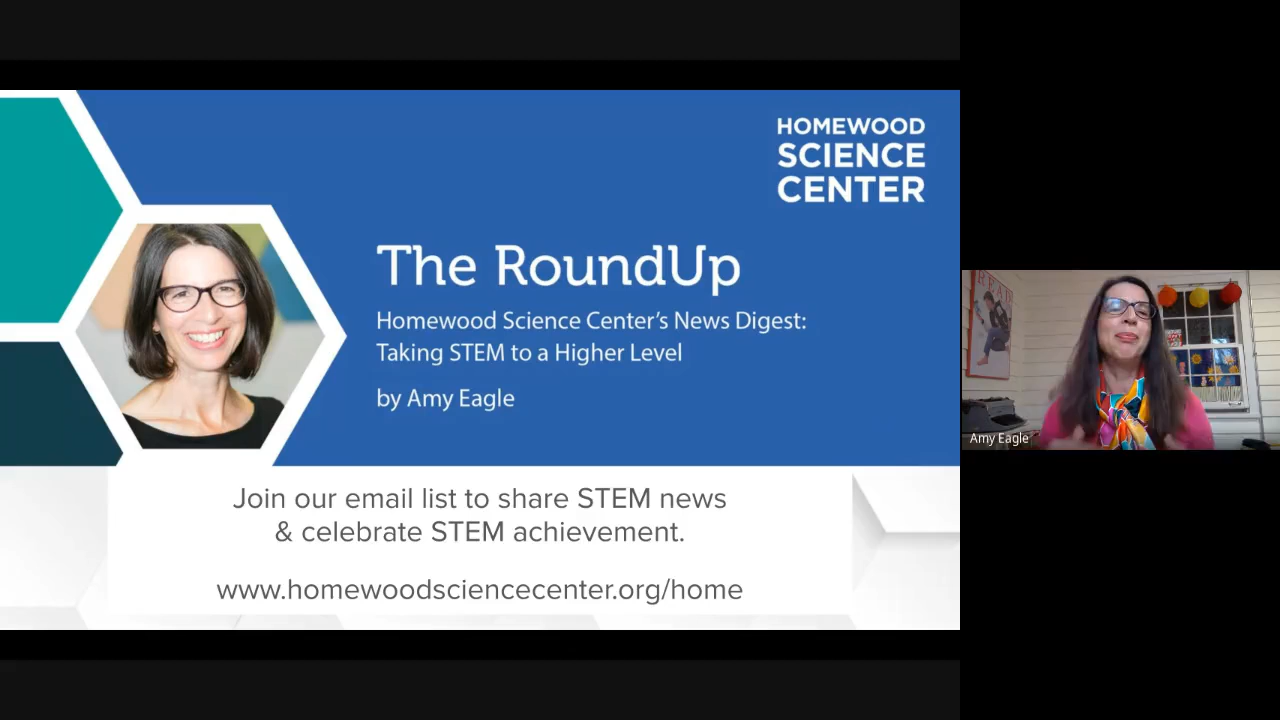 HOMEWOOD
SCIENCE
CENTER
The RoundUp
Homewood Science Center's News Digest:
Taking STEM to a Higher Level
by Amy Eagle
Join our email list to share STEM news
& celebrate STEM achievement.
www.homewoodsciencecenter.org/home
READ
Amy Eagle